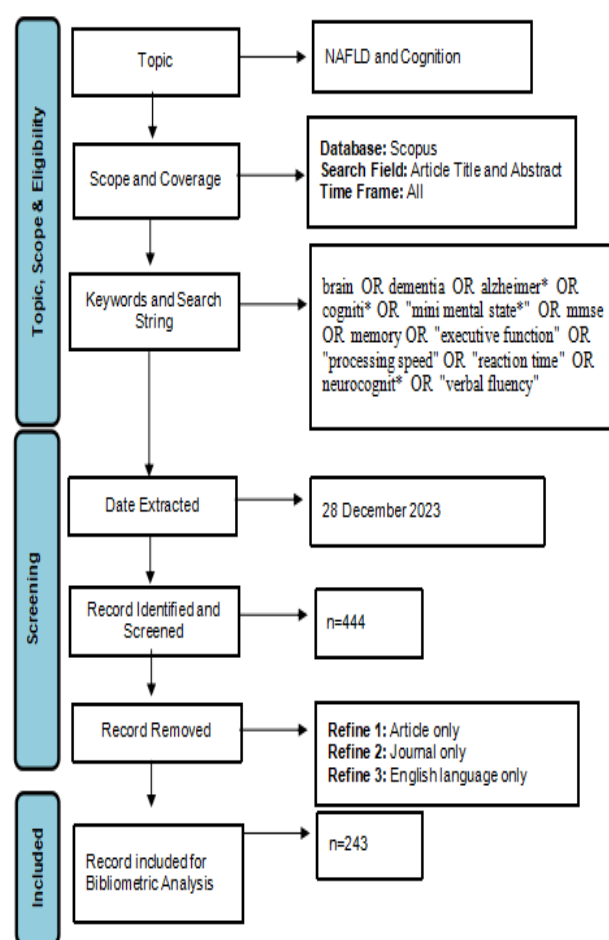 Topic, Scope & Eligibility
Topic
NAFLD and Cognition
Scope and Coverage
Database: Scopus
Search Field: Article Title and Abstract
Time Frame: All
Keywords and Search
String
brain OR dementia OR alzheimer* OR
cogniti* OR "mini mental state*" OR mmse
OR memory OR "executive function" OR
"processing speed" OR "reaction time" OR
neurocognit* OR "verbal fluency"
Screening
Date Extracted
28 December 2023
Record Identified and
Screened
n=444
Record Removed
Refine 1: Article only
Refine 2: Journal only
Refine 3: English language only
Included
Record included for
Bibliometric Analysis
n=243